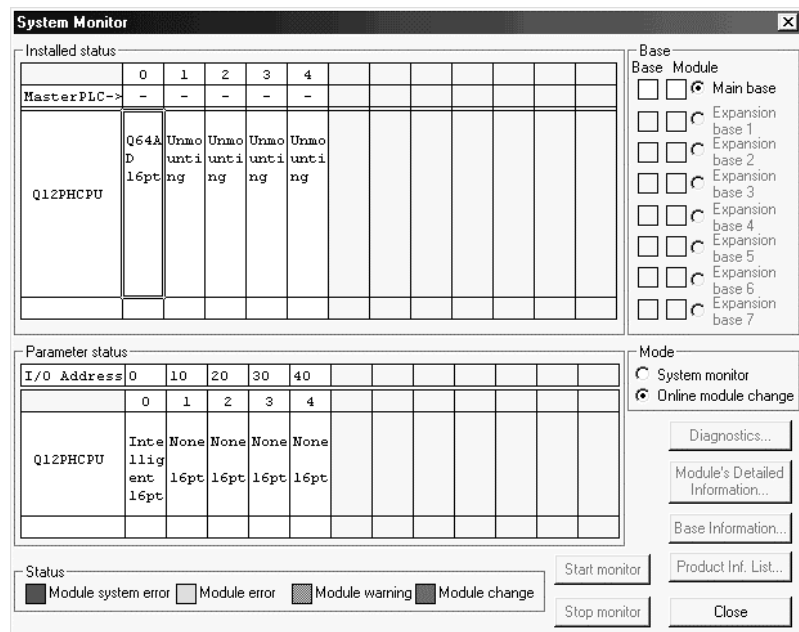 System Monitor
Installed status
0 1 2 3 4
MasterPLC-> - - - - -
Q12PHCPU
Q64A
D
16pt
Unmo
unti
ng
Unmo
unti
ng
Unmo
unti
ng
Unmo
unti
ng
Base
Base Module
Main base
Expansion
base 1
Expansion
base 2
Expansion
base 3
Expansion
base 4
Expansion
base 5
Expansion
base 6
Expansion
base 7
Parameter status
I/O Address 0 10 20 30 40
0 1 2 3 4
Q12PHCPU
Inte
llig
ent
16pt
None
16pt
None
16pt
None
16pt
None
16pt
Mode
System monitor
Online module change
Diagnostics...
Module's Detailed
Information...
Base Information...
Product Inf. List...
Status
Module system error Module error Module warning Module change
Start monitor
Stop monitor
Close